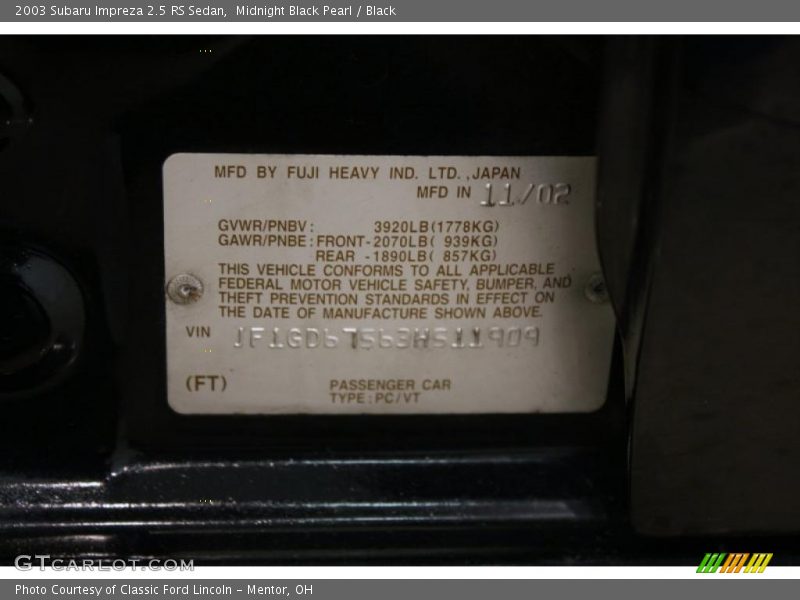 2003 Subaru Impreza 2.5 RS Sedan, Midnight Black Pearl / Black
MFD BY FUJI HEAVY IND. LTD.,JAPAN
MFD IN 11/02
GVWR/PNBV: 3920LB(1778KG)
GAWR/PNBE:FRONT-2070LB( 939KG)
REAR -1890LB( 857KG)
THIS VEHICLE CONFORMS TO ALL APPLICABLE
FEDERAL MOTOR VEHICLE SAFETY, BUMPER, AND
THEFT PREVENTION STANDARDS IN EFFECT ON
THE DATE OF MANUFACTURE SHOWN ABOVE.
VIN JF1GD67563H511909
(FT) PASSENGER CAR
TYPE:PC/VT
GTCARLOT.COM
Photo Courtesy of Classic Ford Lincoln - Mentor, OH